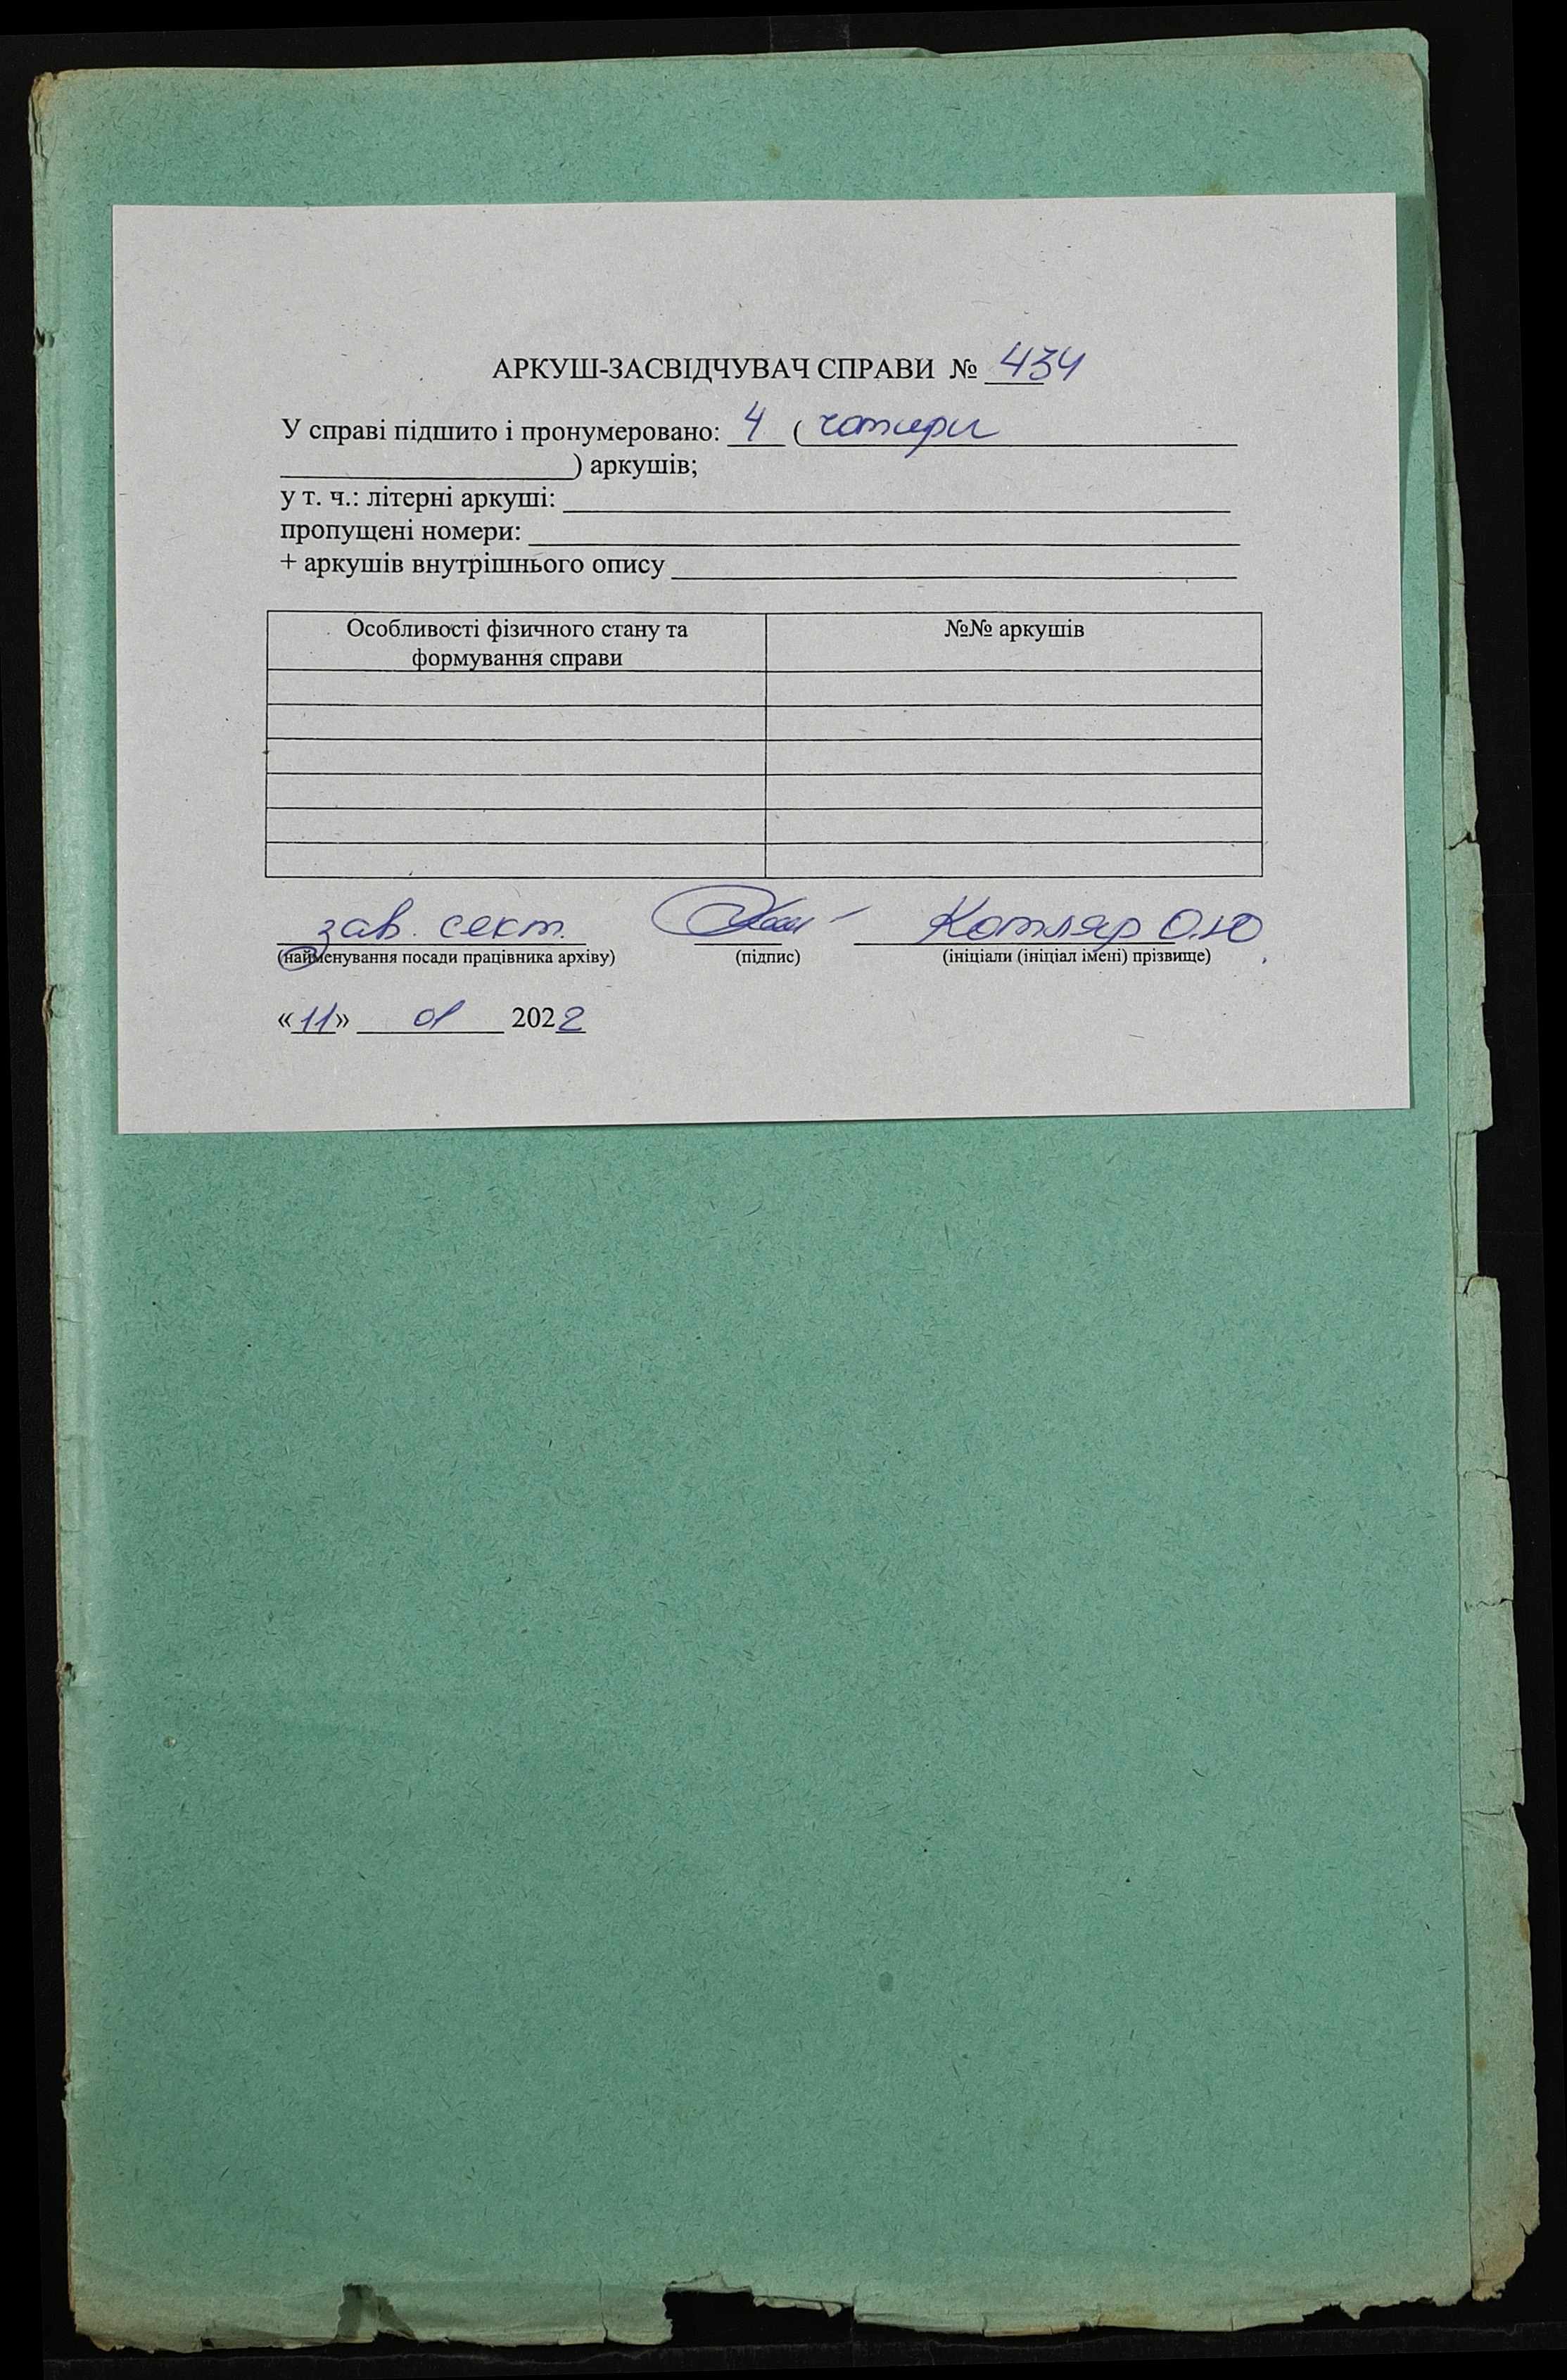 АРКУШ-ЗАСВІДЧУВАЧ СПРАВИ № 434
У справі підшито і пронумеровано: 4 ( чотири
) аркушів;
у т. ч.: літерні аркуші:
пропущені номери:
+ аркушів внутрішнього опису
Особливості фізичного стану та №№ аркушів
формування справи
зав. сект. Котляр О.Ю
(найменування посади працівника архіву) (підпис) (ініціали (ініціал імені) прізвище)
«11» 01 2022